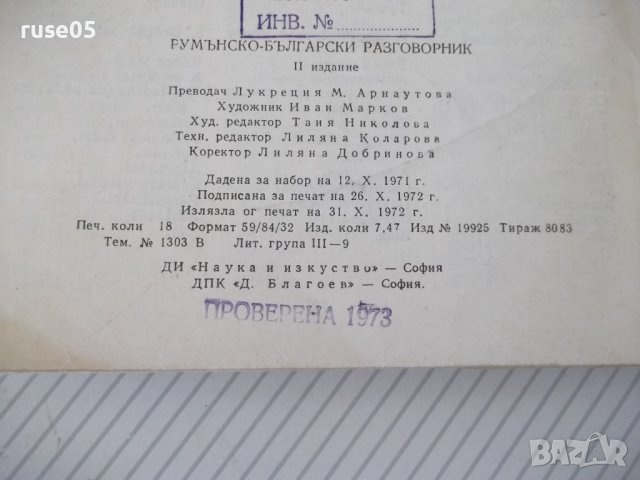 ruse05
ИНВ. №
РУМЪНСКО-БЪЛГАРСКИ РАЗГОВОРНИК
II издание
Преводач Лукреция М. Арнаутова
Художник Иван Марков
Худ. редактор Таня Николова
Техн. редактор Лиляна Коларова
Коректор Лиляна Добринова
Дадена за набор на 12. X. 1971 г.
Подписана за печат на 26. X. 1972 г.
Излязла от печат на 31. X. 1972 г.
Печ. коли 18 Формат 59/84/32 Изд. коли 7,47 Изд № 19925 Тираж 8083
Тем. № 1303 В Лит. група III—9
ДИ «Наука и изкуство» — София
ДПК «Д. Благоев» — София.
ПРОВЕРЕНА 1973
BAZAR